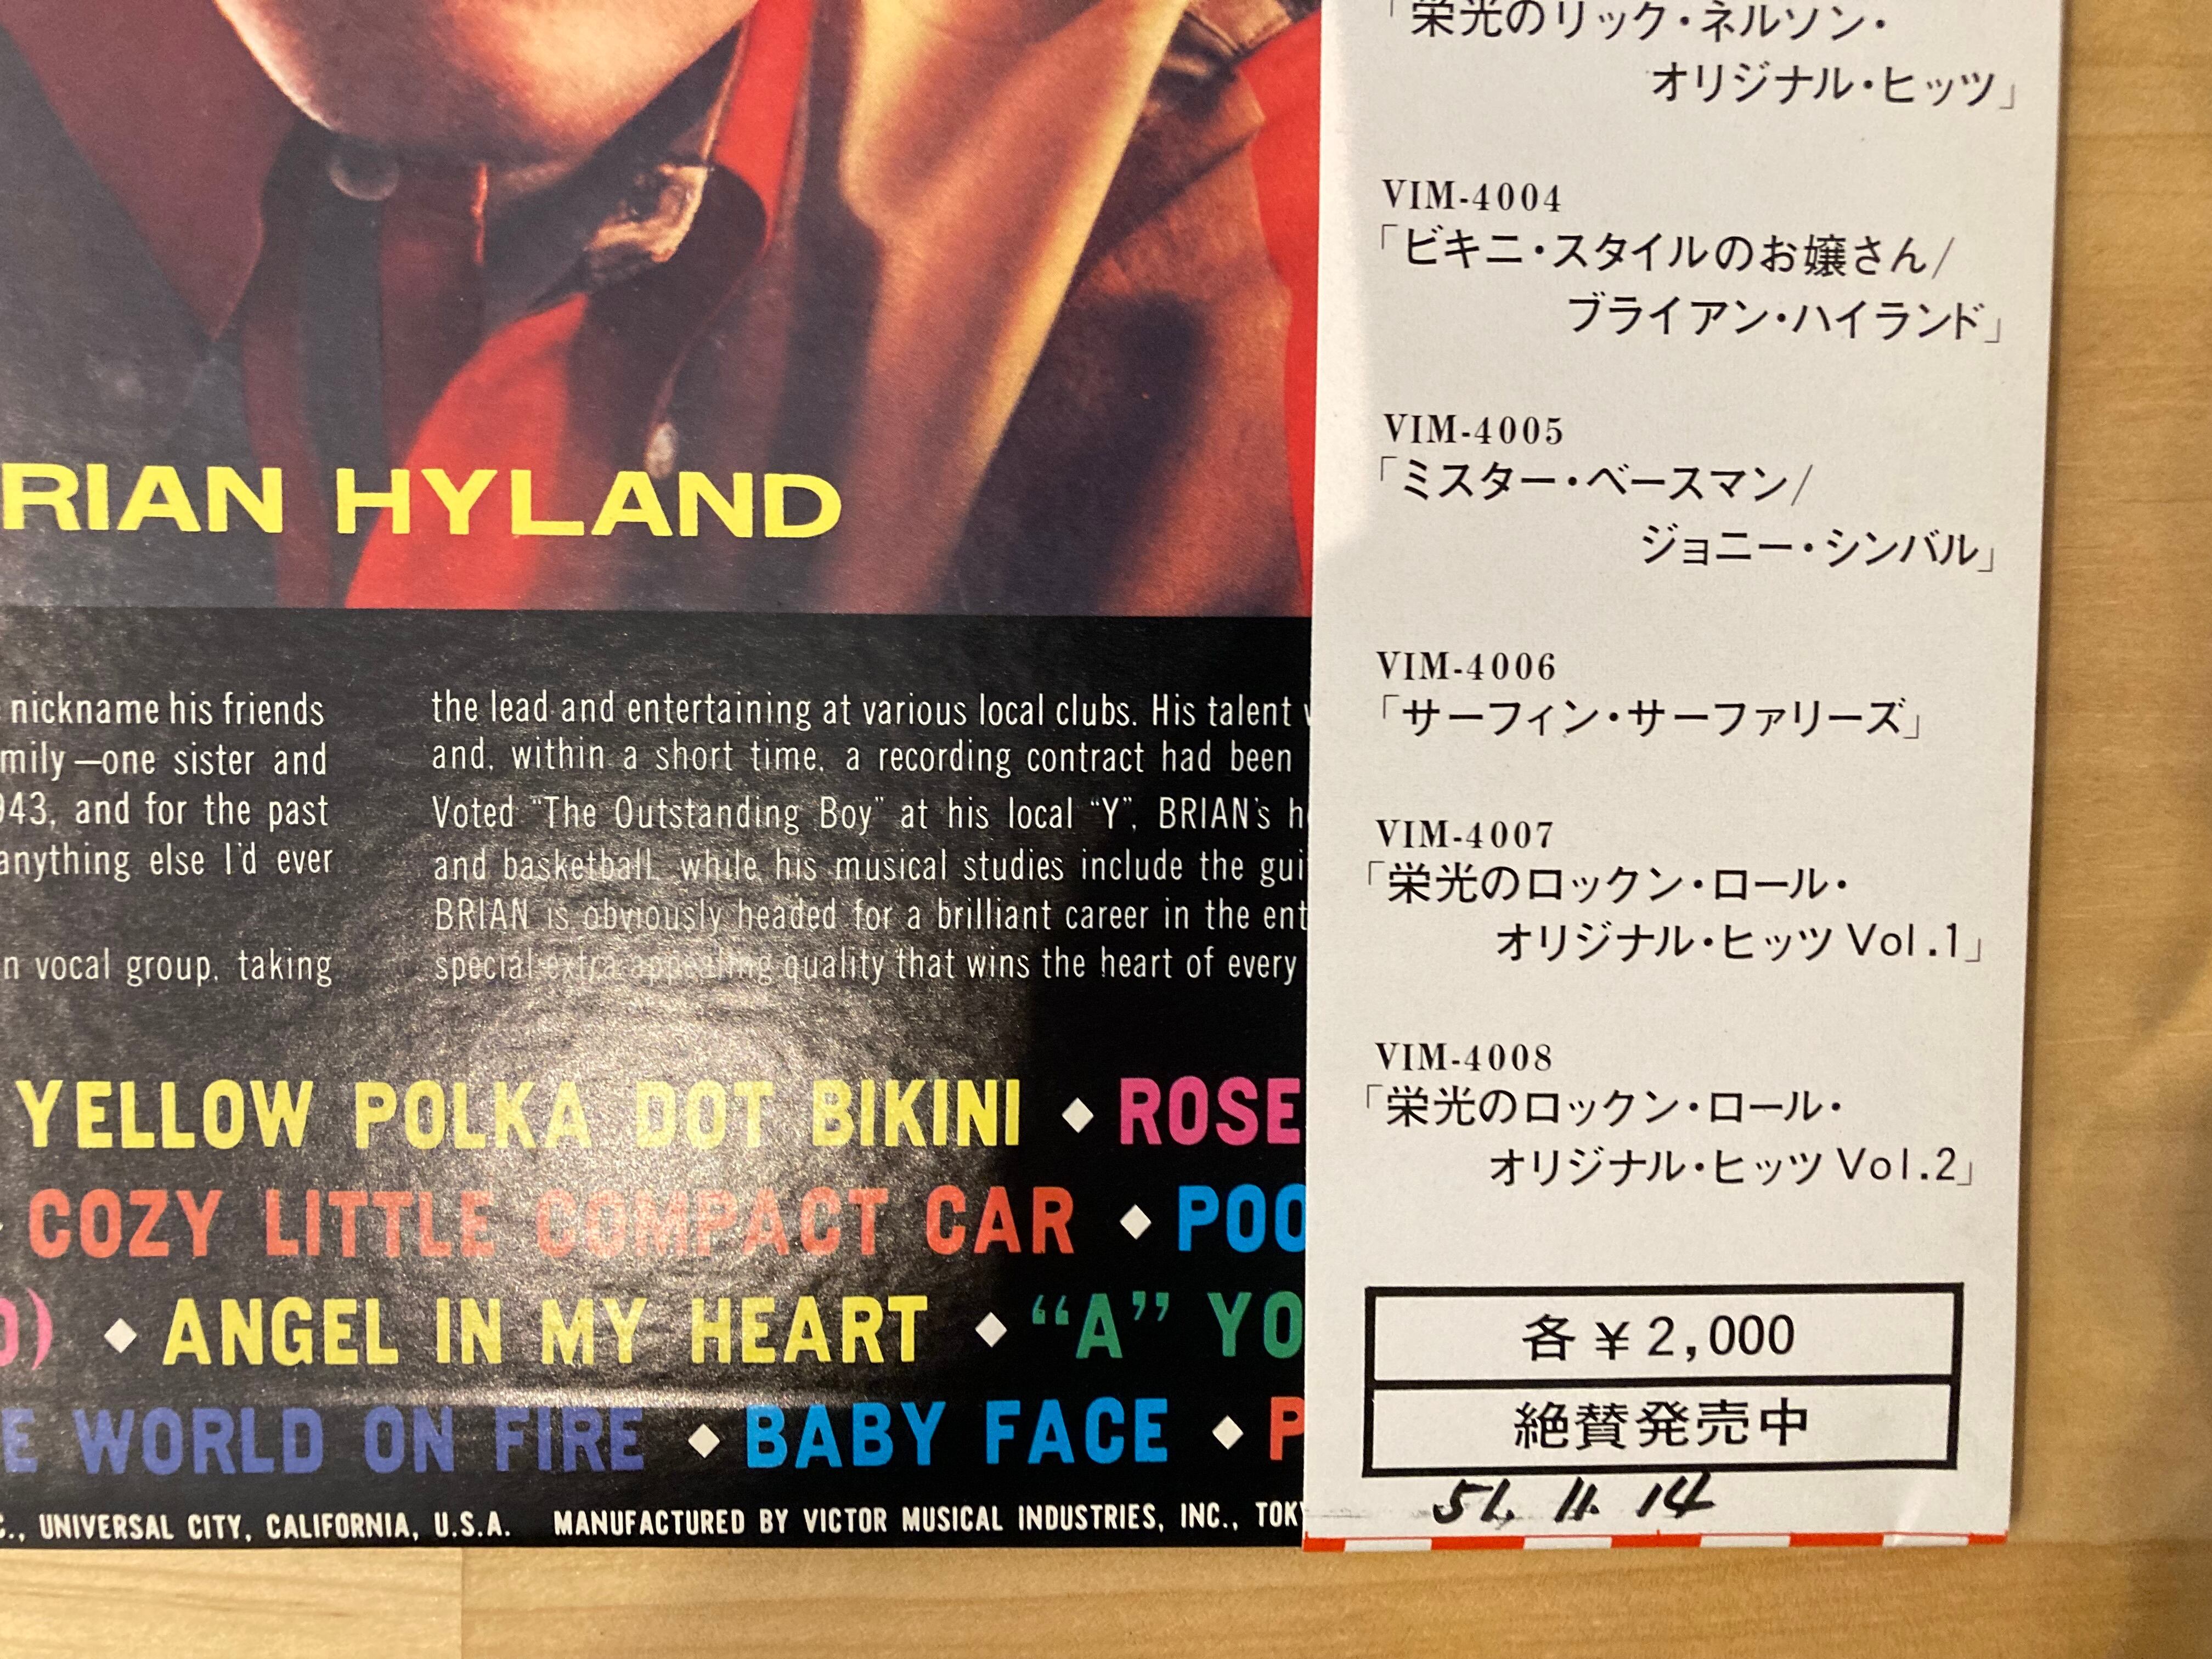 RIAN HYLAND
nickname his friends
mily—one sister and
943, and for the past
anything else I'd ever
n vocal group, taking
the lead and entertaining at various local clubs. His talent
and, within a short time, a recording contract had been
Voted "The Outstanding Boy" at his local "Y", BRIAN's h
and basketball, while his musical studies include the gui
BRIAN is obviously headed for a brilliant career in the ent
special extra appealing quality that wins the heart of every
YELLOW POLKA DOT BIKINI ◆ ROSE
COZY LITTLE COMPACT CAR ◆ POO
) ◆ ANGEL IN MY HEART ◆ “A” YO
E WORLD ON FIRE ◆ BABY FACE ◆ P
C., UNIVERSAL CITY, CALIFORNIA, U.S.A. MANUFACTURED BY VICTOR MUSICAL INDUSTRIES, INC., TOK
「栄光のリック・ネルソン・
オリジナル・ヒッツ」
VIM-4004
「ビキニ・スタイルのお嬢さん/
ブライアン・ハイランド」
VIM-4005
「ミスター・ベースマン/
ジョニー・シンバル」
VIM-4006
「サーフィン・サーファリーズ」
VIM-4007
「栄光のロックン・ロール・
オリジナル・ヒッツ Vol.1」
VIM-4008
「栄光のロックン・ロール・
オリジナル・ヒッツ Vol.2」
各¥2,000
絶賛発売中
51. 11. 14